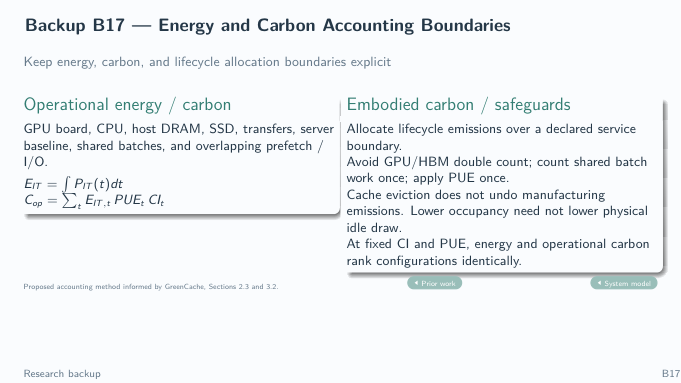 Backup B17 — Energy and Carbon Accounting Boundaries
Keep energy, carbon, and lifecycle allocation boundaries explicit
Operational energy / carbon
GPU board, CPU, host DRAM, SSD, transfers, server
baseline, shared batches, and overlapping prefetch /
I/O.
E_IT = ∫ P_IT(t)dt
C_op = ∑_t E_IT,t PUE_t CI_t
Embodied carbon / safeguards
Allocate lifecycle emissions over a declared service
boundary.
Avoid GPU/HBM double count; count shared batch
work once; apply PUE once.
Cache eviction does not undo manufacturing
emissions. Lower occupancy need not lower physical
idle draw.
At fixed CI and PUE, energy and operational carbon
rank configurations identically.
Proposed accounting method informed by GreenCache, Sections 2.3 and 3.2.
Prior work
System model
Research backup
B17